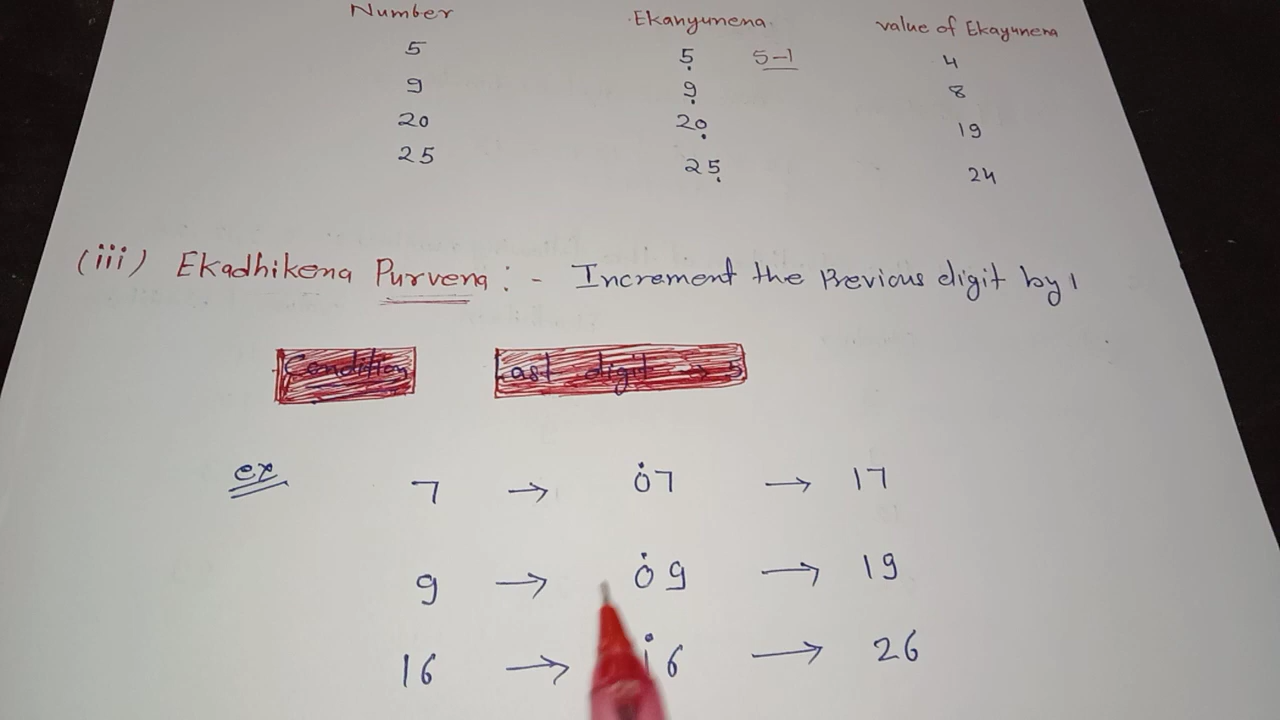 Number Ekanyunena value of Ekayunena
5 5̣ 5-1 4
9 9̣ 8
20 20̣ 19
25 25̣ 24
(iii) Ekadhikena Purvena :- Increment the Previous digit by 1
Condition Last digit → 5
ex 7 → 0̇7 → 17
9 → 0̇9 → 19
16 → 1̇6 → 26